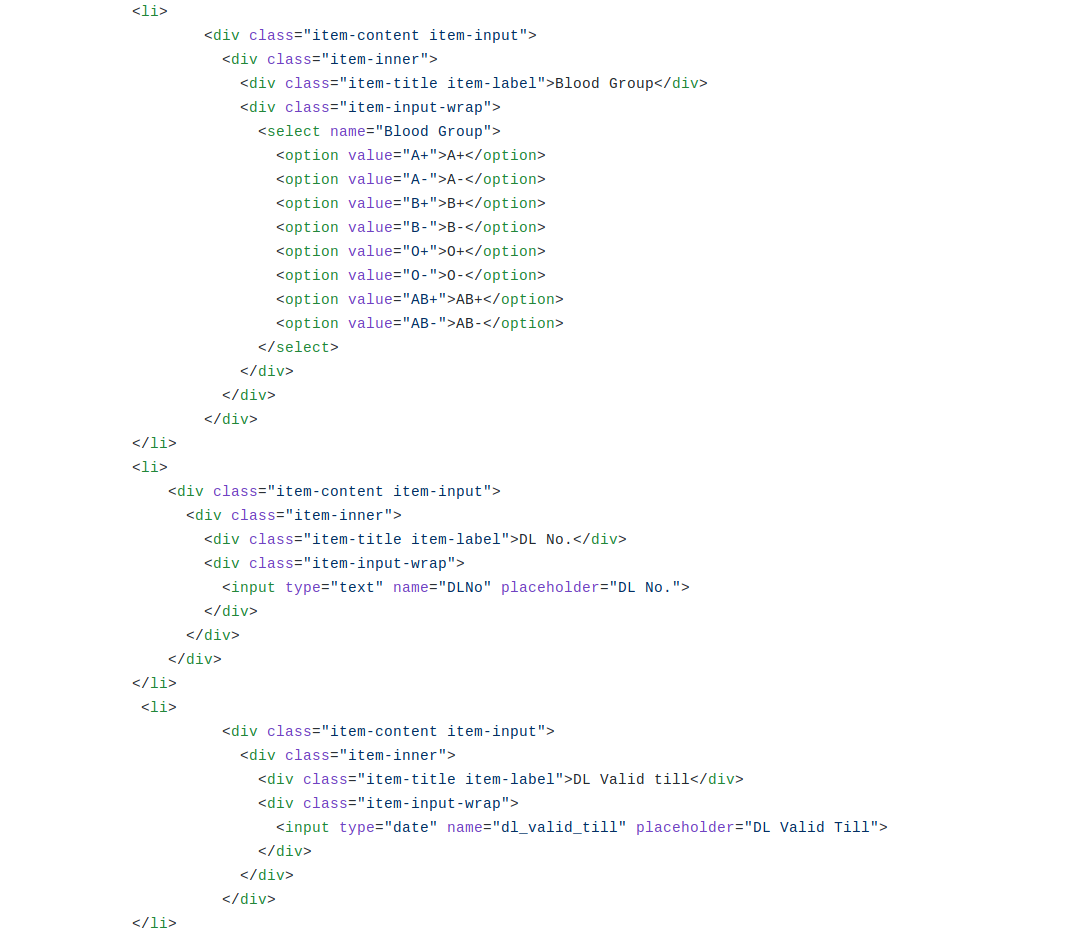 <li>
<div class="item-content item-input">
<div class="item-inner">
<div class="item-title item-label">Blood Group</div>
<div class="item-input-wrap">
<select name="Blood Group">
<option value="A+">A+</option>
<option value="A-">A-</option>
<option value="B+">B+</option>
<option value="B-">B-</option>
<option value="O+">O+</option>
<option value="O-">O-</option>
<option value="AB+">AB+</option>
<option value="AB-">AB-</option>
</select>
</div>
</div>
</div>
</li>
<li>
<div class="item-content item-input">
<div class="item-inner">
<div class="item-title item-label">DL No.</div>
<div class="item-input-wrap">
<input type="text" name="DLNo" placeholder="DL No.">
</div>
</div>
</div>
</li>
<li>
<div class="item-content item-input">
<div class="item-inner">
<div class="item-title item-label">DL Valid till</div>
<div class="item-input-wrap">
<input type="date" name="dl_valid_till" placeholder="DL Valid Till">
</div>
</div>
</div>
</li>